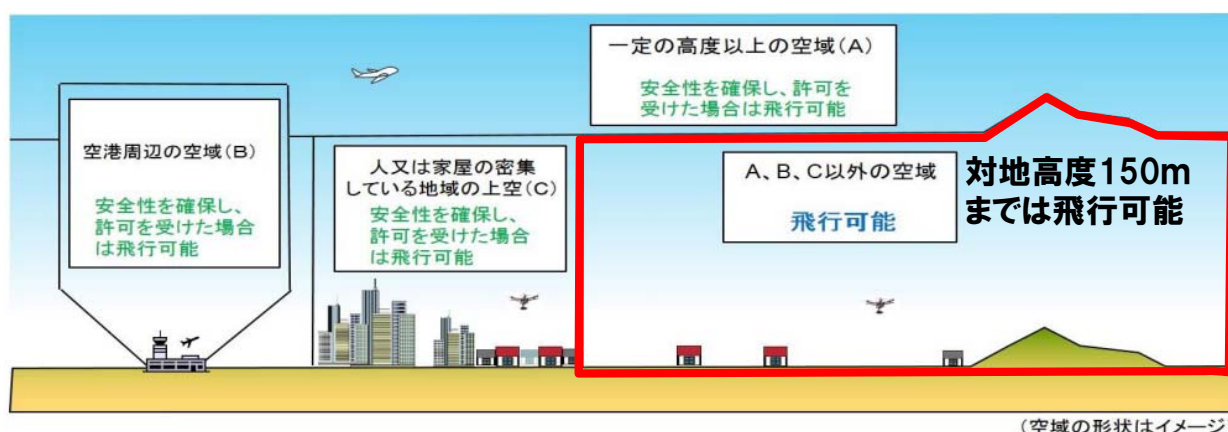 一定の高度以上の空域(A)
安全性を確保し、許可を
受けた場合は飛行可能
空港周辺の空域(B)
安全性を確保し、
許可を受けた場合
は飛行可能
人又は家屋の密集
している地域の上空(C)
安全性を確保し、
許可を受けた場合
は飛行可能
A、B、C以外の空域
飛行可能
対地高度150m
までは飛行可能
(空域の形状はイメージ